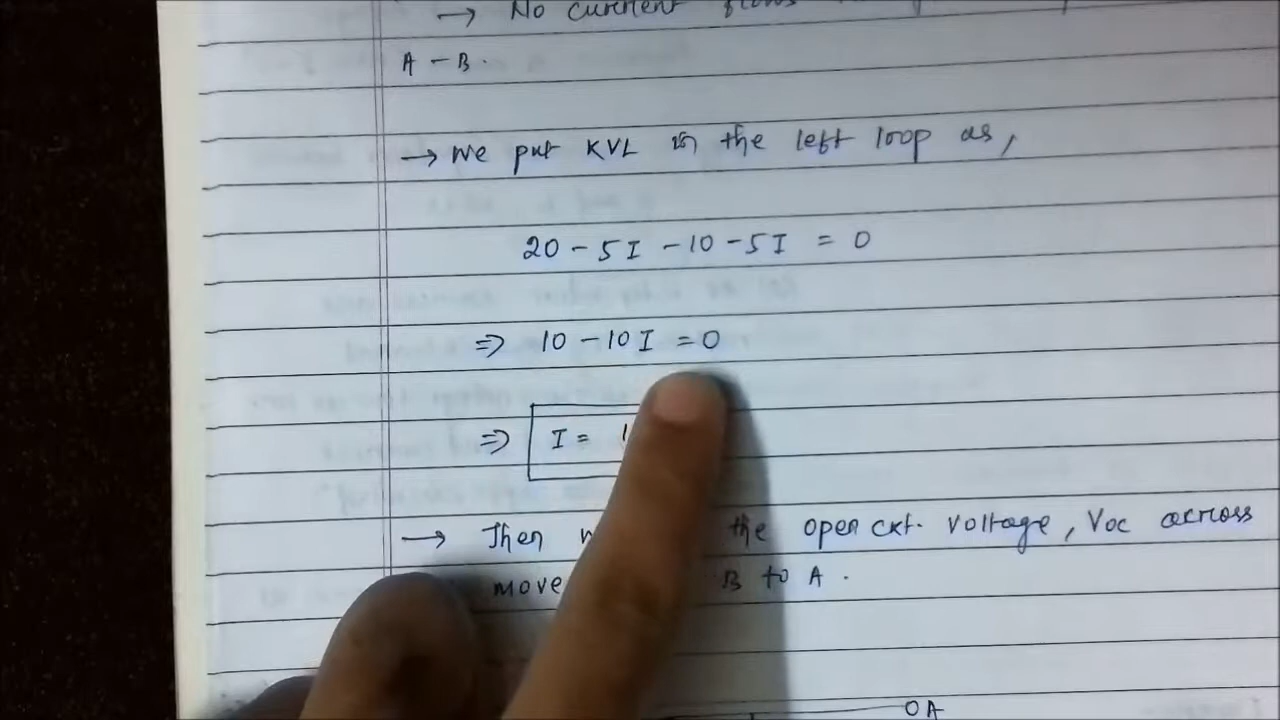 → No current flows
A - B.
→ We put KVL in the left loop as,
20 - 5I - 10 - 5I = 0
⇒ 10 - 10I = 0
⇒ I =
→ Then the open ckt. voltage, Voc across
move B to A.
OA